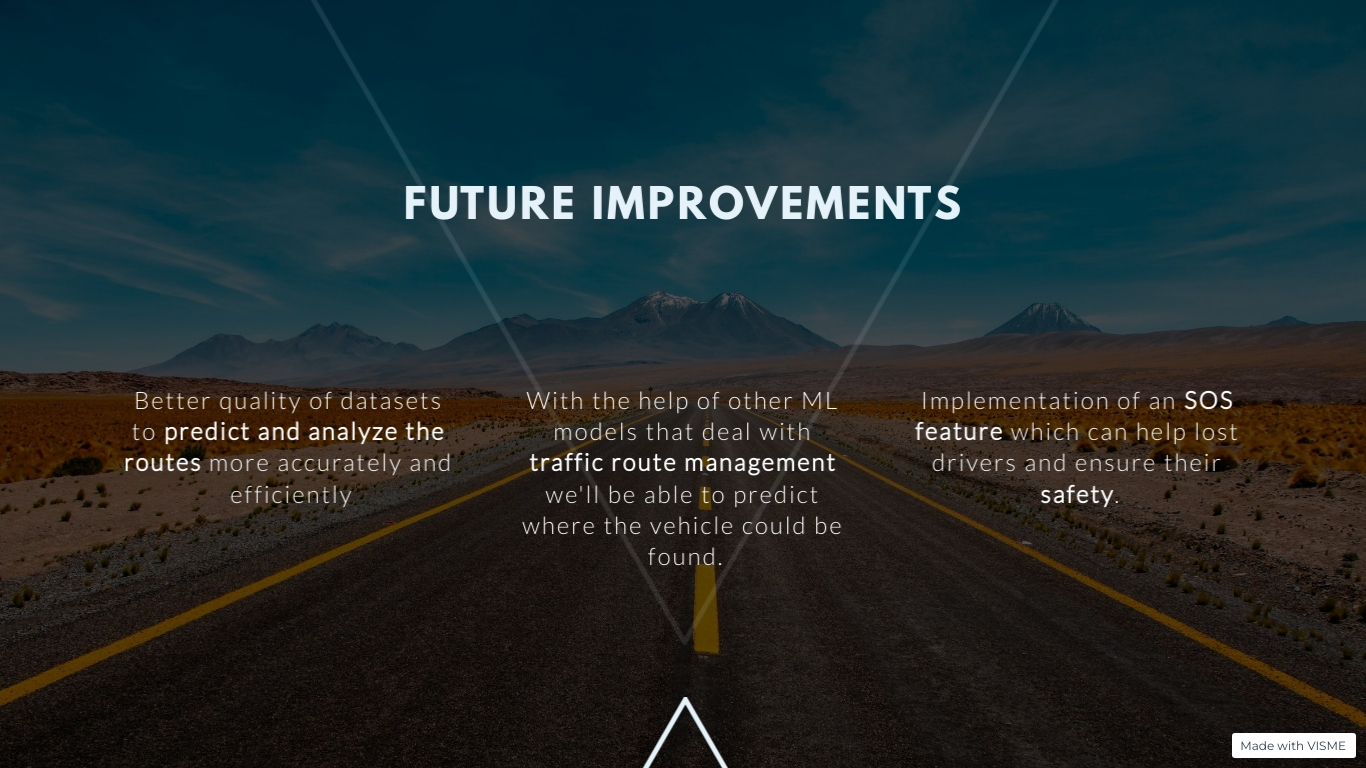 FUTURE IMPROVEMENTS
Better quality of datasets
to predict and analyze the
routes more accurately and
efficiently
With the help of other ML
models that deal with
traffic route management
we'll be able to predict
where the vehicle could be
found.
Implementation of an SOS
feature which can help lost
drivers and ensure their
safety.
Made with VISME